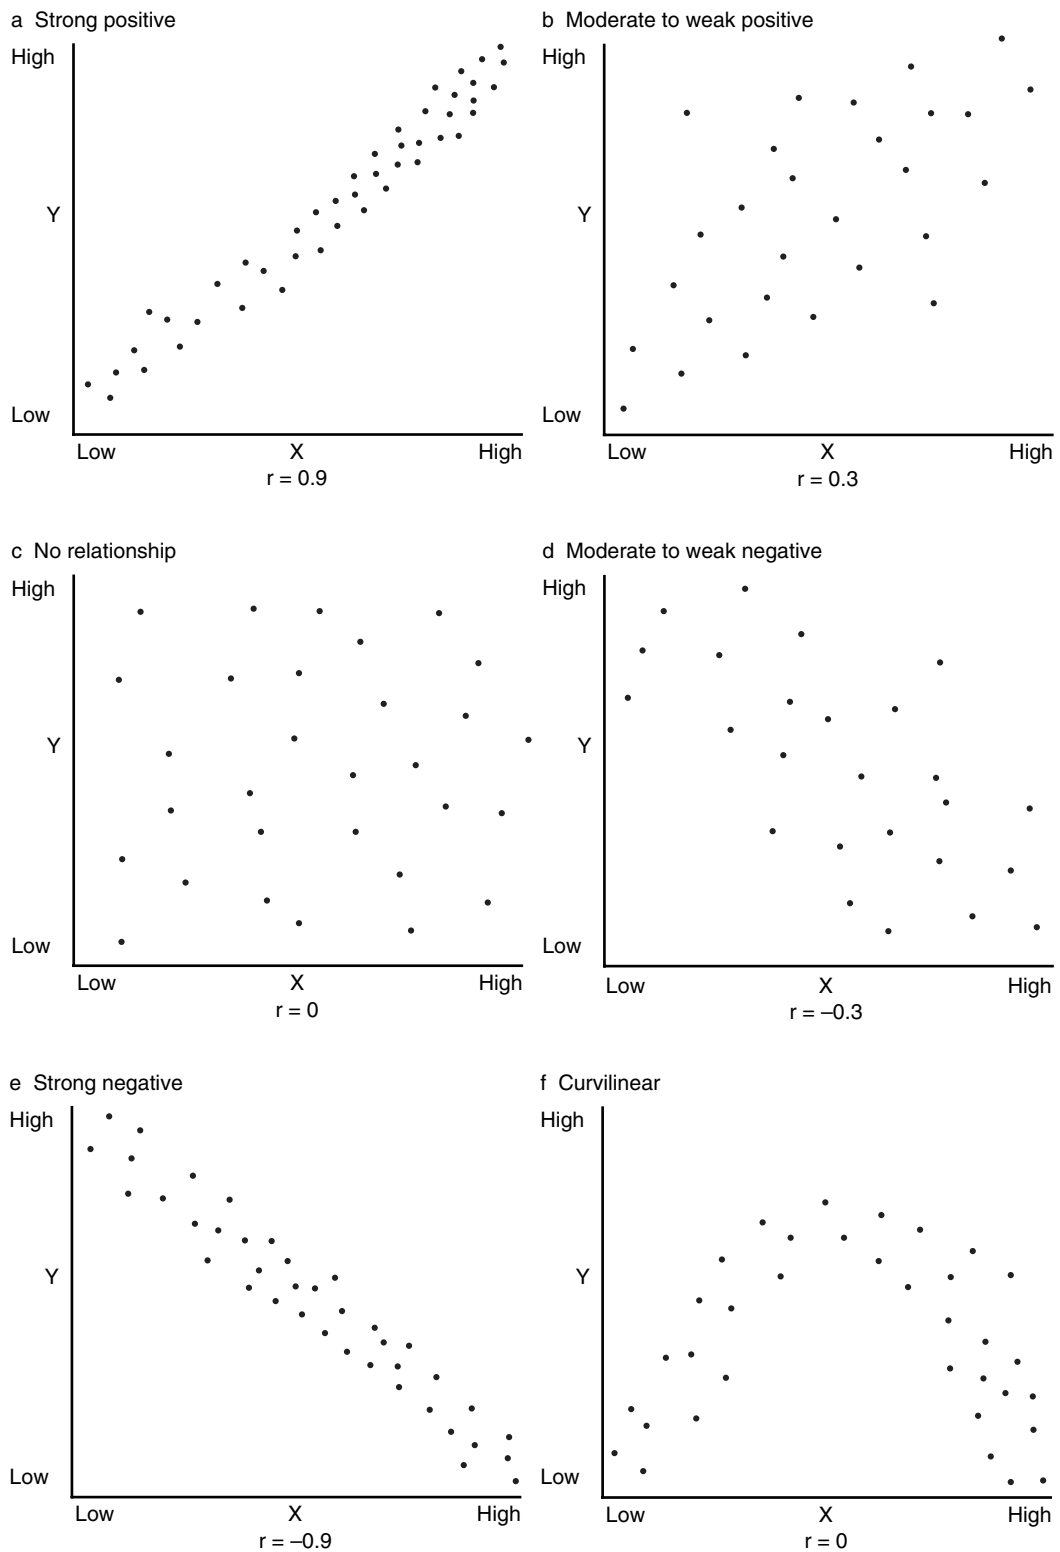 a Strong positive
High
Y
Low
Low X High
r = 0.9
b Moderate to weak positive
High
Y
Low
Low X High
r = 0.3
c No relationship
High
Y
Low
Low X High
r = 0
d Moderate to weak negative
High
Y
Low
Low X High
r = –0.3
e Strong negative
High
Y
Low
Low X High
r = –0.9
f Curvilinear
High
Y
Low
Low X High
r = 0